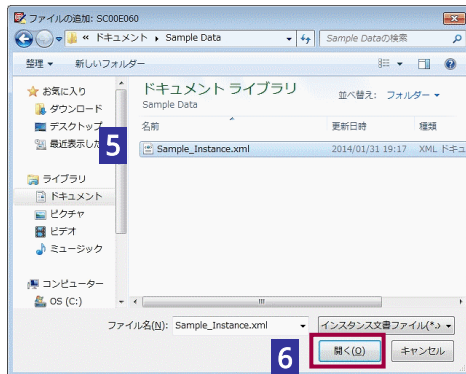 ファイルの追加: SC00E060
« ドキュメント Sample Data
Sample Dataの検索
整理 新しいフォルダー
お気に入り
ダウンロード
デスクトップ
最近表示した
ライブラリ
ドキュメント
ピクチャ
ビデオ
ミュージック
コンピューター
OS (C:)
ドキュメント ライブラリ
Sample Data
並べ替え: フォルダー
名前 更新日時 種類
5
Sample_Instance.xml 2014/01/31 19:17 XML ドキュ
ファイル名(N): Sample_Instance.xml インスタンス文書ファイル(*.x
6
開く(O) キャンセル